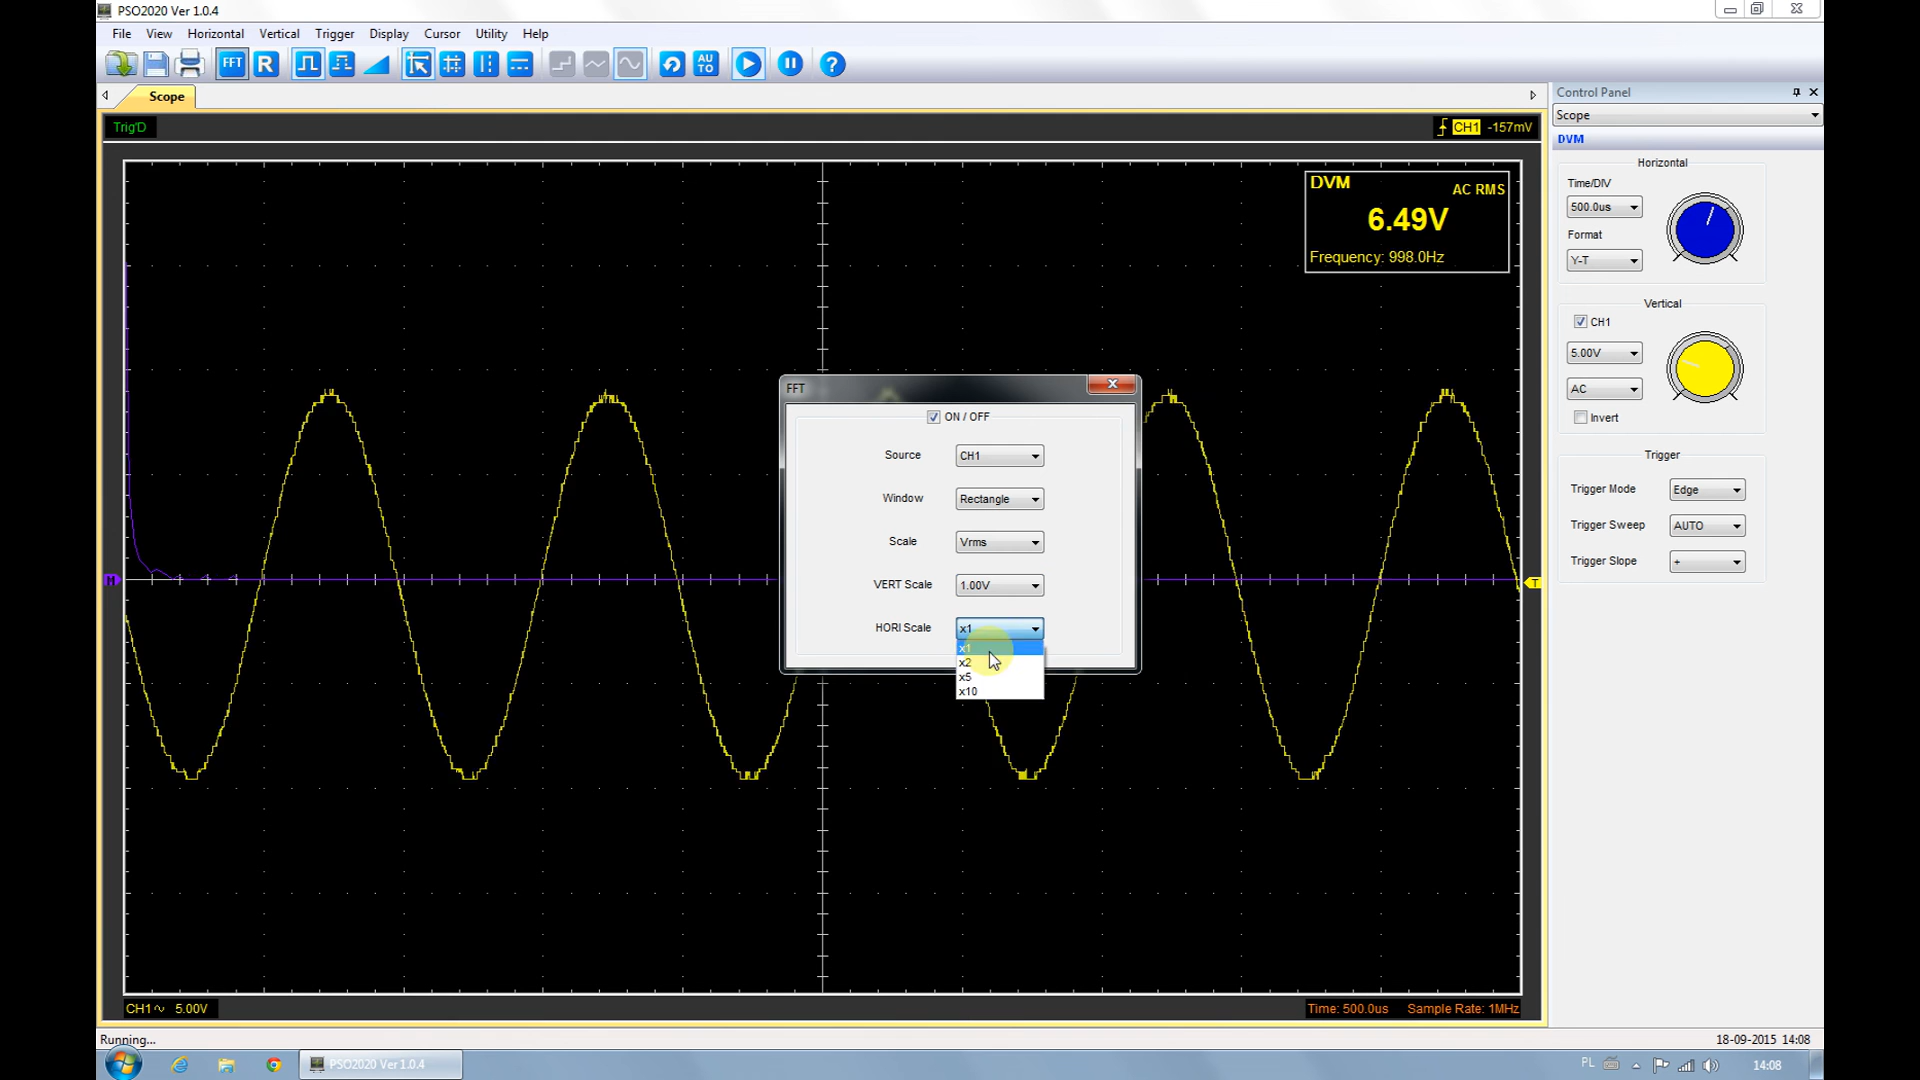 PSO2020 Ver 1.0.4
File View Horizontal Vertical Trigger Display Cursor Utility Help
FFT R AU TO ?
Scope
Trig'D
CH1 -157mV
DVM
AC RMS
6.49V
Frequency: 998.0Hz
M
T
FFT
ON / OFF
Source CH1
Window Rectangle
Scale Vrms
VERT Scale 1.00V
HORI Scale x1
x1
x2
x5
x10
CH1 5.00V
Time: 500.0us Sample Rate: 1MHz
Control Panel
Scope
DVM
Horizontal
Time/DIV
500.0us
Format
Y-T
Vertical
CH1
5.00V
AC
Invert
Trigger
Trigger Mode Edge
Trigger Sweep AUTO
Trigger Slope +
Running...
18-09-2015 14:08
PSO2020 Ver 1.0.4
PL
14:08